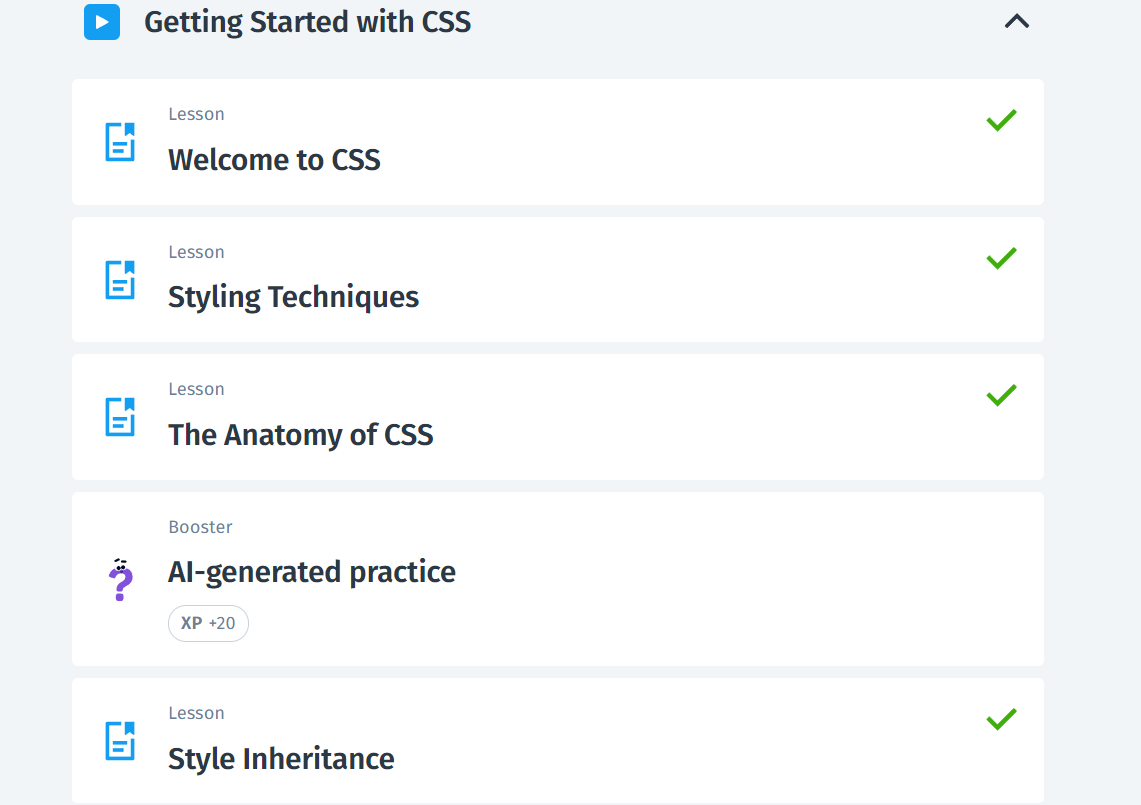 Getting Started with CSS
Lesson
Welcome to CSS
Lesson
Styling Techniques
Lesson
The Anatomy of CSS
Booster
AI-generated practice
XP +20
Lesson
Style Inheritance